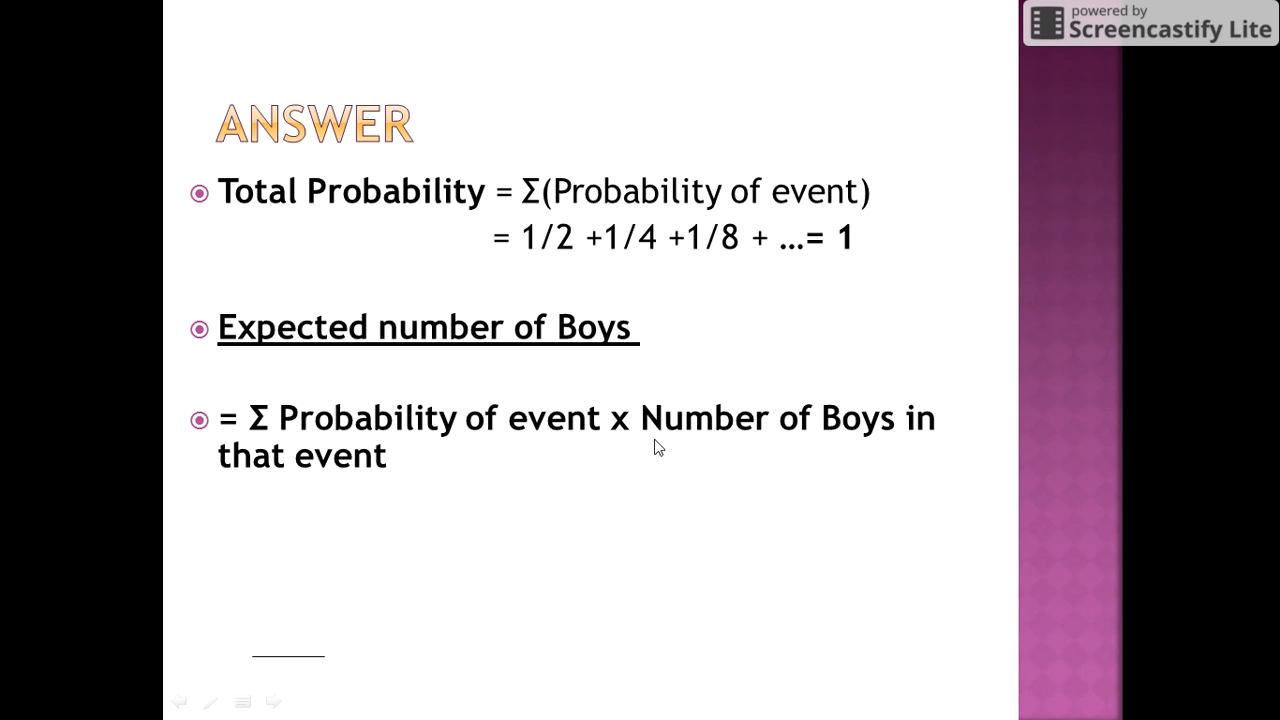 powered by
Screencastify Lite
ANSWER
Total Probability = Σ(Probability of event)
= 1/2 +1/4 +1/8 + …= 1
Expected number of Boys
= Σ Probability of event x Number of Boys in
that event